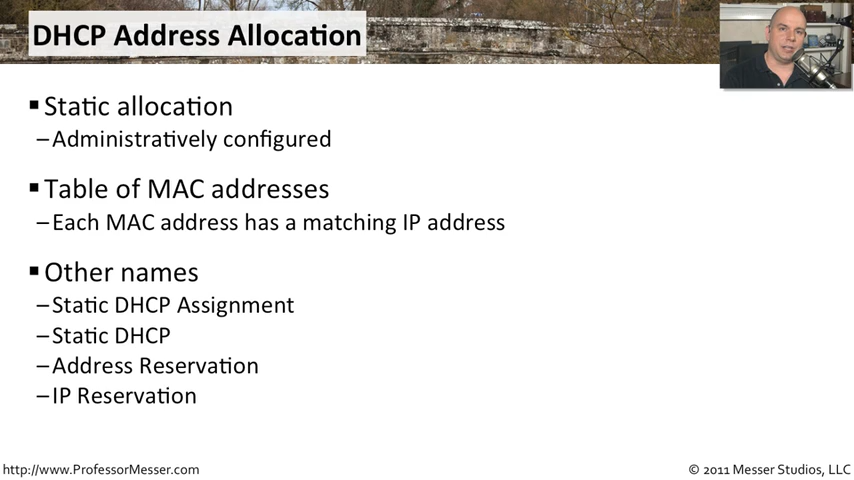 DHCP Address Allocation
▪ Static allocation
– Administratively configured
▪ Table of MAC addresses
– Each MAC address has a matching IP address
▪ Other names
– Static DHCP Assignment
– Static DHCP
– Address Reservation
– IP Reservation
http://www.ProfessorMesser.com
© 2011 Messer Studios, LLC